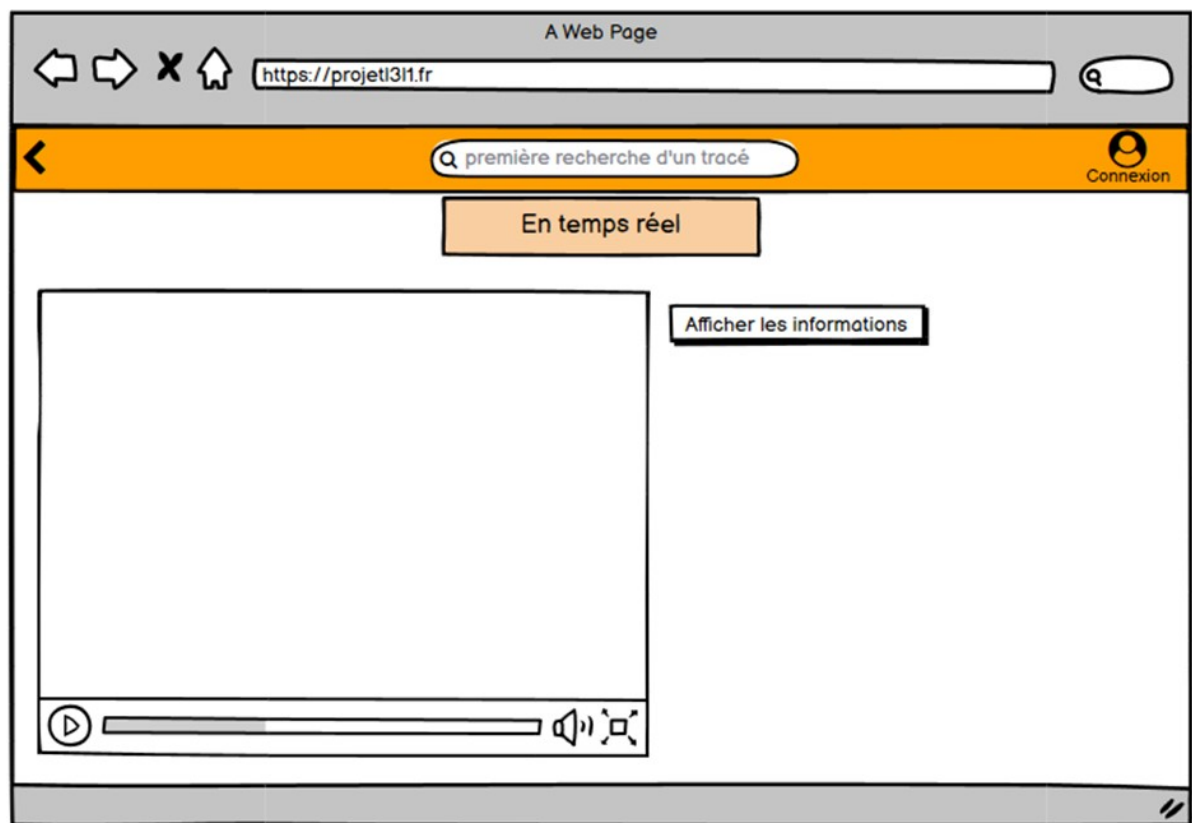 A Web Page
https://projetl3l1.fr
première recherche d'un tracé
Connexion
En temps réel
Afficher les informations